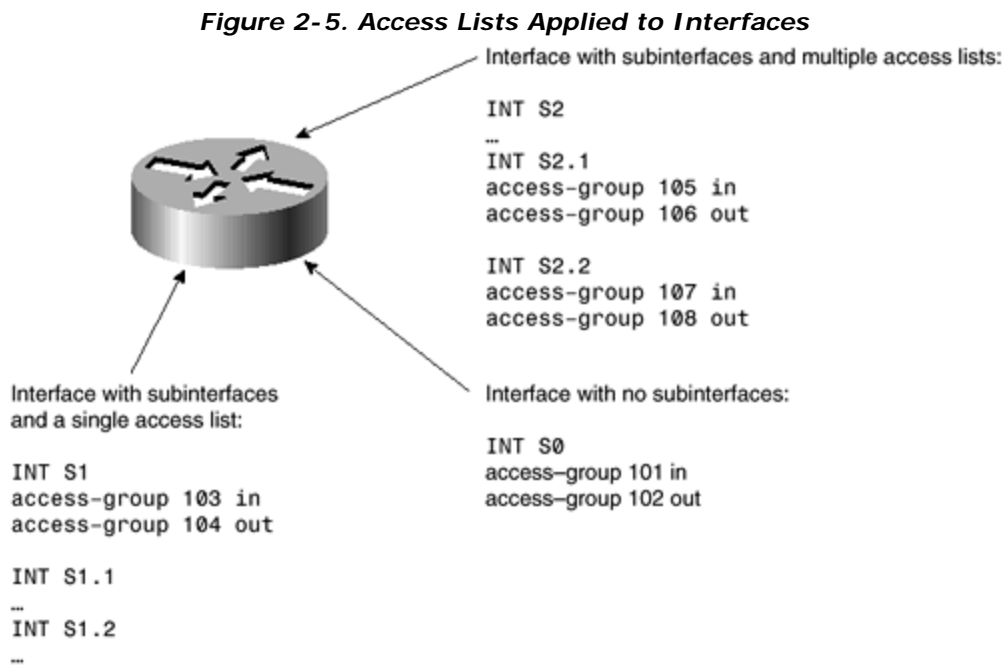 Figure 2-5. Access Lists Applied to Interfaces
Interface with subinterfaces and multiple access lists:
INT S2
…
INT S2.1
access-group 105 in
access-group 106 out
INT S2.2
access-group 107 in
access-group 108 out
Interface with subinterfaces
and a single access list:
INT S1
access-group 103 in
access-group 104 out
INT S1.1
…
INT S1.2
…
Interface with no subinterfaces:
INT S0
access–group 101 in
access–group 102 out